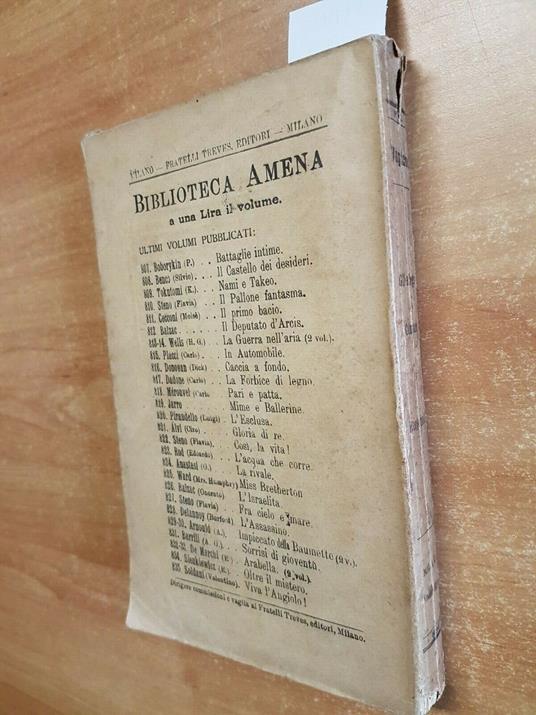 MILANO — FRATELLI TREVES, EDITORI — MILANO
BIBLIOTECA AMENA
a una Lira il volume.
ULTIMI VOLUMI PUBBLICATI:
807. Boborykin (P.) . . Battaglie intime.
808. Benco (Silvio) . . . Il Castello dei desideri.
809. Tokutomi (K.) . . . Nami e Takeo.
810. Steno (Flavia) . . . Il Pallone fantasma.
811. Cecconi (Moisè) . . . Il primo bacio.
812. Balzac . . . . . . . Il Deputato d'Arcis.
813-14. Wells (H. G.) . . . La Guerra nell'aria (2 vol.).
815. Placci (Carlo) . . . In Automobile.
816. Donovan (Dick) . . . Caccia a fondo.
817. Dadone (Carlo) . . . La Forbice di legno.
818. Mérouvel (Carlo Pari e patta.
819. Jarro . . . Mime e Ballerine.
820. Pirandello (Luigi) . L'Esclusa.
821. Alvi (Ciro) . . . Gloria di re.
822. Steno (Flavia) . . Così, la vita!
823. Rod (Edoardo) . . . L'acqua che corre.
824. Anastasi (G.) . . . La rivale.
825. Ward (Mrs. Humphry) Miss Bretherton
826. Balzac (Onorato) . . L'Israelita.
827. Steno (Flavia) . . . Fra cielo e mare.
828. Delannoy (Burford) . L'Assassino.
829-30. Arnould (A.) . Impiccato della Baumette (2 v.).
831. Barrili (A. G.) . . . Sorrisi di gioventù.
832-33. De Marchi (E.) . Arabella. (2 vol.).
834. Sienkiewicz (E.) . Oltre il mistero.
835. Soldani (Valentino). Viva l'Angiolo!
Dirigere commissioni e vaglia ai Fratelli Treves, editori, Milano.